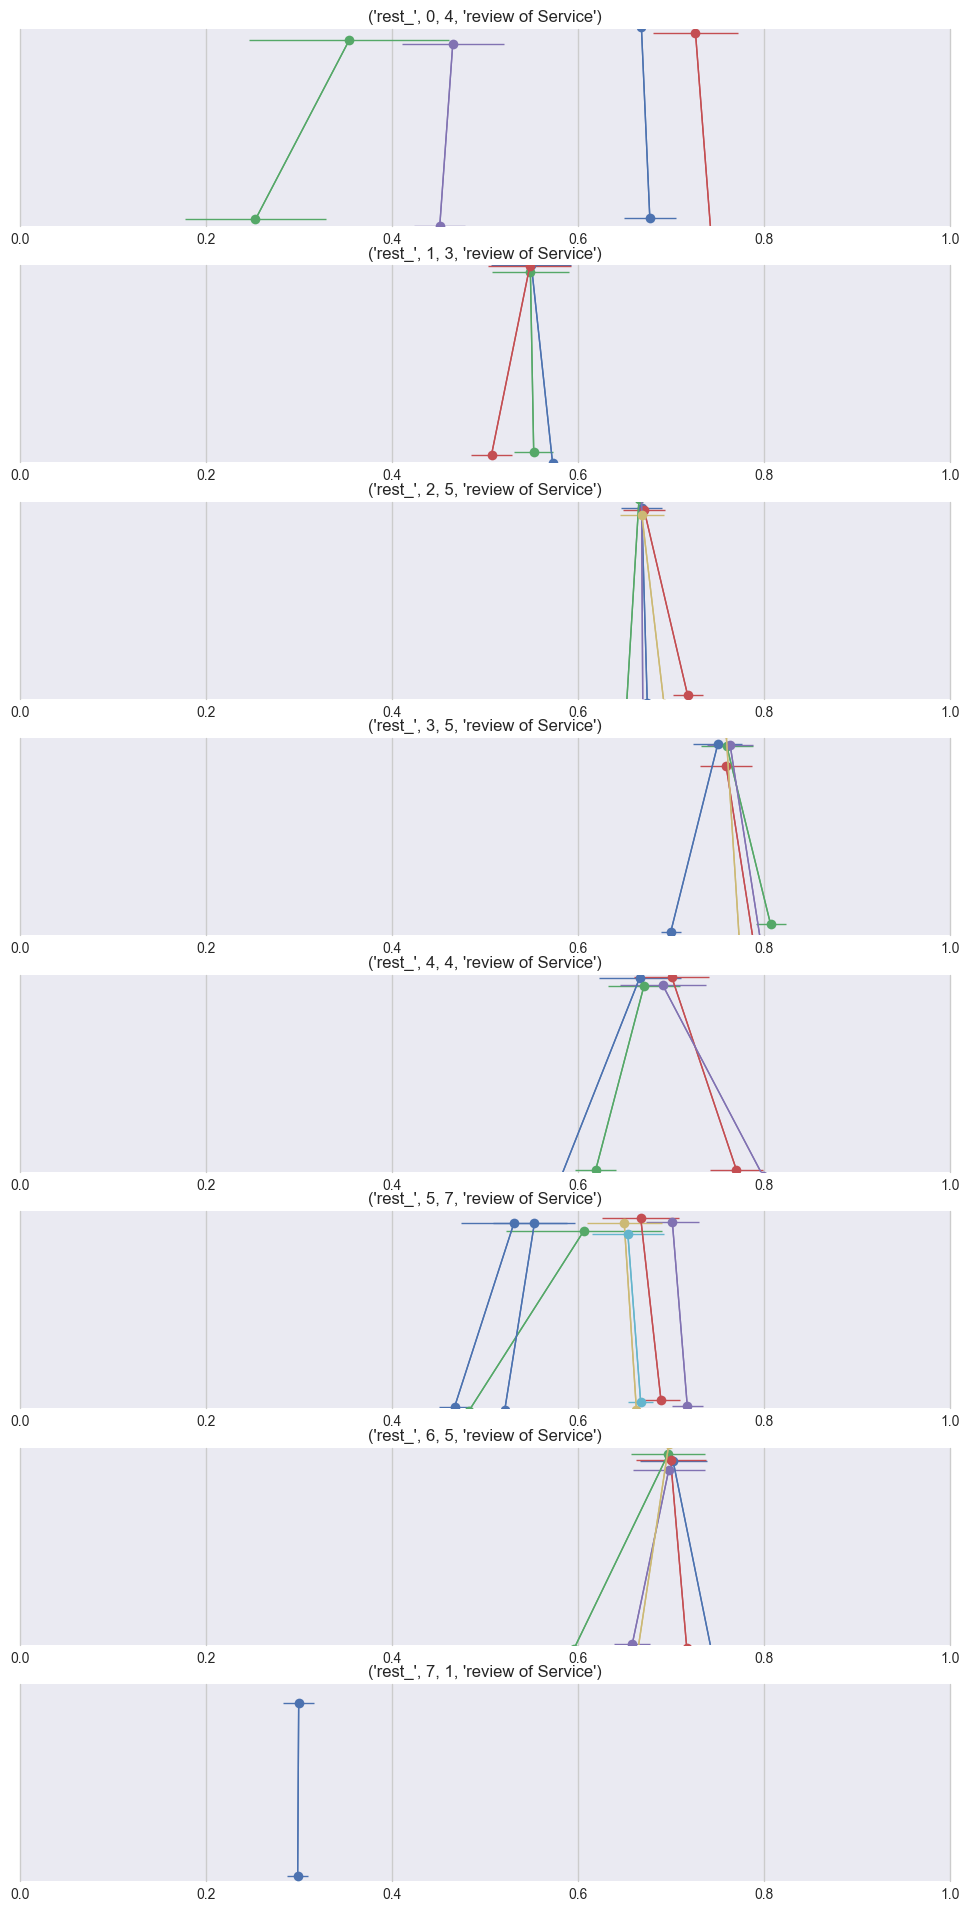 ('rest_', 0, 4, 'review of Service')
0.0 0.2 0.4 0.6 0.8 1.0
('rest_', 1, 3, 'review of Service')
0.0 0.2 0.4 0.6 0.8 1.0
('rest_', 2, 5, 'review of Service')
0.0 0.2 0.4 0.6 0.8 1.0
('rest_', 3, 5, 'review of Service')
0.0 0.2 0.4 0.6 0.8 1.0
('rest_', 4, 4, 'review of Service')
0.0 0.2 0.4 0.6 0.8 1.0
('rest_', 5, 7, 'review of Service')
0.0 0.2 0.4 0.6 0.8 1.0
('rest_', 6, 5, 'review of Service')
0.0 0.2 0.4 0.6 0.8 1.0
('rest_', 7, 1, 'review of Service')
0.0 0.2 0.4 0.6 0.8 1.0